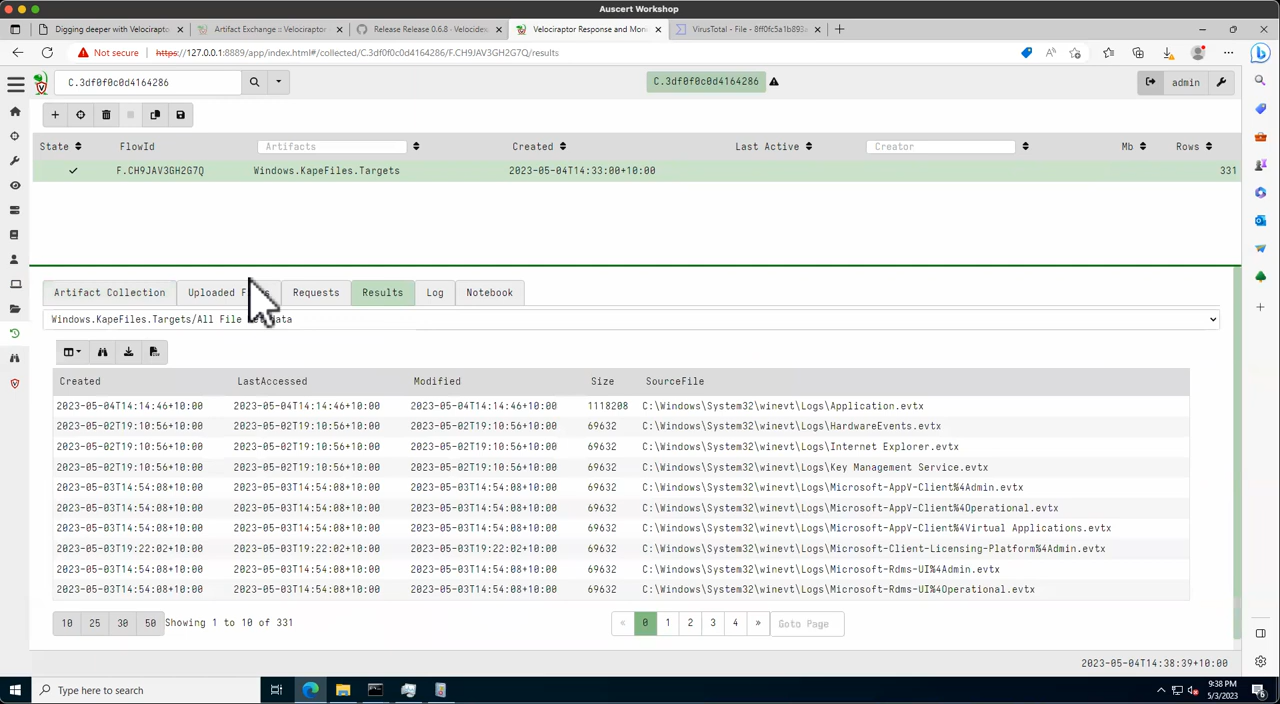 Auscert Workshop
Digging deeper with Velociraptor
Artifact Exchange :: Velociraptor
Release Release 0.6.8 · Velocidex
Velociraptor Response and Mon
VirusTotal - File - 8ff0fc5a1b893
Not secure
https://127.0.0.1:8889/app/index.html#/collected/C.3df0f0c0d4164286/F.CH9JAV3GH2G7Q/results
C.3df0f0c0d4164286
C.3df0f0c0d4164286
admin
State FlowId Artifacts Created Last Active Creator Mb Rows
F.CH9JAV3GH2G7Q Windows.KapeFiles.Targets 2023-05-04T14:33:00+10:00 331
Artifact Collection Uploaded Requests Results Log Notebook
Windows.KapeFiles.Targets/All File
Created LastAccessed Modified Size SourceFile
2023-05-04T14:14:46+10:00 2023-05-04T14:14:46+10:00 2023-05-04T14:14:46+10:00 1118208 C:\Windows\System32\winevt\Logs\Application.evtx
2023-05-02T19:10:56+10:00 2023-05-02T19:10:56+10:00 2023-05-02T19:10:56+10:00 69632 C:\Windows\System32\winevt\Logs\HardwareEvents.evtx
2023-05-02T19:10:56+10:00 2023-05-02T19:10:56+10:00 2023-05-02T19:10:56+10:00 69632 C:\Windows\System32\winevt\Logs\Internet Explorer.evtx
2023-05-02T19:10:56+10:00 2023-05-02T19:10:56+10:00 2023-05-02T19:10:56+10:00 69632 C:\Windows\System32\winevt\Logs\Key Management Service.evtx
2023-05-03T14:54:08+10:00 2023-05-03T14:54:08+10:00 2023-05-03T14:54:08+10:00 69632 C:\Windows\System32\winevt\Logs\Microsoft-AppV-Client%4Admin.evtx
2023-05-03T14:54:08+10:00 2023-05-03T14:54:08+10:00 2023-05-03T14:54:08+10:00 69632 C:\Windows\System32\winevt\Logs\Microsoft-AppV-Client%4Operational.evtx
2023-05-03T14:54:08+10:00 2023-05-03T14:54:08+10:00 2023-05-03T14:54:08+10:00 69632 C:\Windows\System32\winevt\Logs\Microsoft-AppV-Client%4Virtual Applications.evtx
2023-05-03T19:22:02+10:00 2023-05-03T19:22:02+10:00 2023-05-03T19:22:02+10:00 69632 C:\Windows\System32\winevt\Logs\Microsoft-Client-Licensing-Platform%4Admin.evtx
2023-05-03T14:54:08+10:00 2023-05-03T14:54:08+10:00 2023-05-03T14:54:08+10:00 69632 C:\Windows\System32\winevt\Logs\Microsoft-Rdms-UI%4Admin.evtx
2023-05-03T14:54:08+10:00 2023-05-03T14:54:08+10:00 2023-05-03T14:54:08+10:00 69632 C:\Windows\System32\winevt\Logs\Microsoft-Rdms-UI%4Operational.evtx
10 25 30 50 Showing 1 to 10 of 331 « 0 1 2 3 4 » Goto Page
2023-05-04T14:38:39+10:00
Type here to search
9:38 PM
5/3/2023